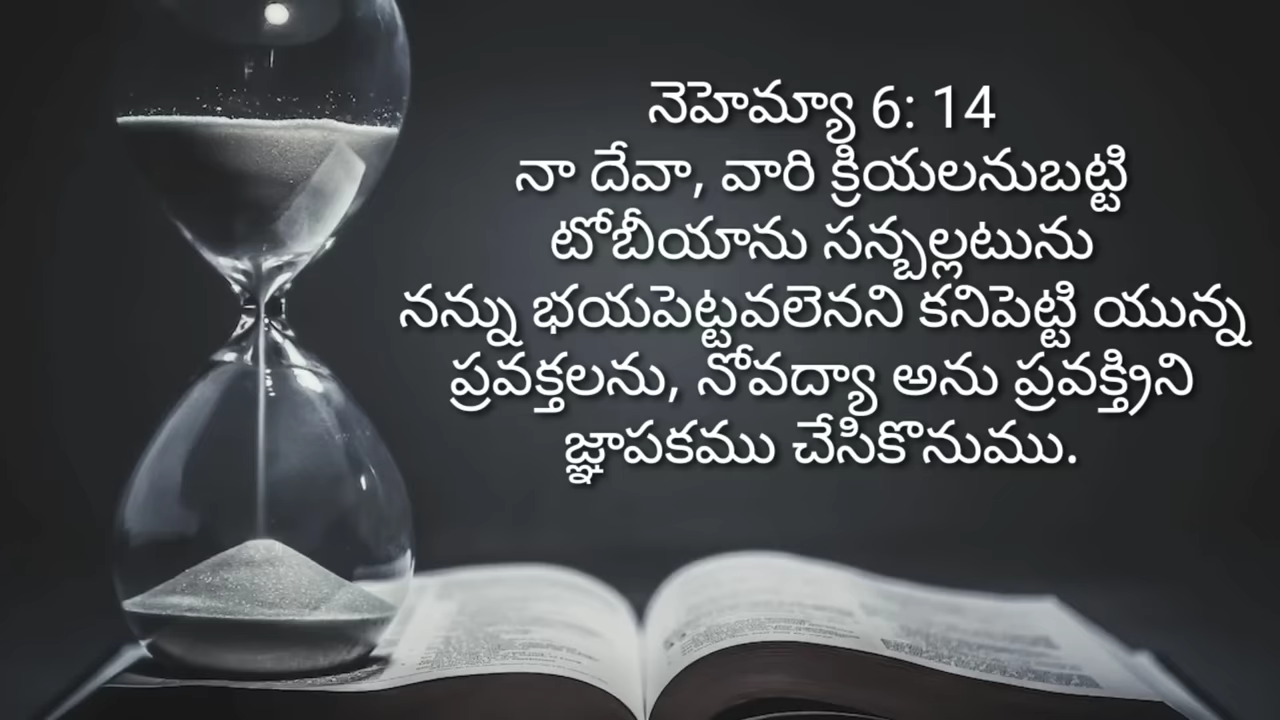 నెహెమ్యా 6: 14
నా దేవా, వారి క్రియలనుబట్టి
టోబీయాను సన్బల్లటును
నన్ను భయపెట్టవలెనని కనిపెట్టి యున్న
ప్రవక్తలను, నోవద్యా అను ప్రవక్త్రిని
జ్ఞాపకము చేసికొనుము.